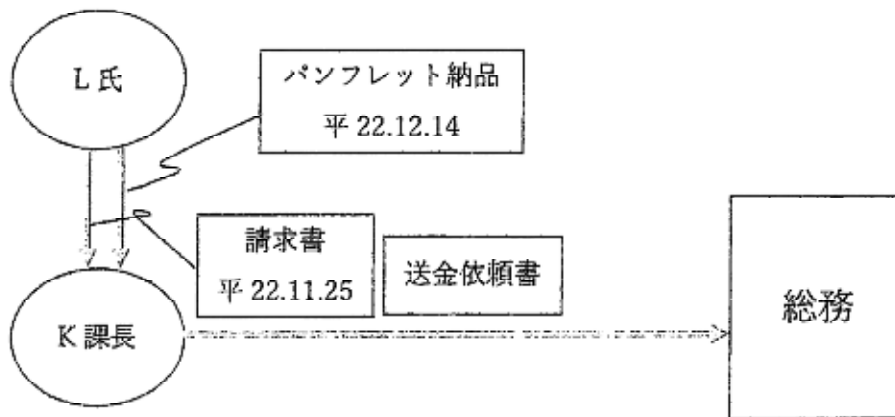 L氏
パンフレット納品
平 22.12.14
請求書
平 22.11.25
送金依頼書
総務
K課長